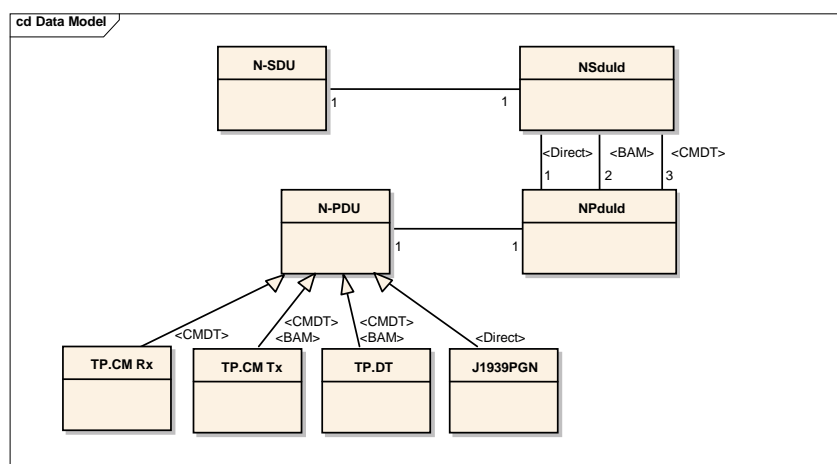 cd Data Model
N-SDU
NSduId
1
1
<Direct>
<BAM>
<CMDT>
1
2
3
N-PDU
NPduId
1
1
<CMDT>
<CMDT>
<BAM>
<CMDT>
<BAM>
<Direct>
TP.CM Rx
TP.CM Tx
TP.DT
J1939PGN